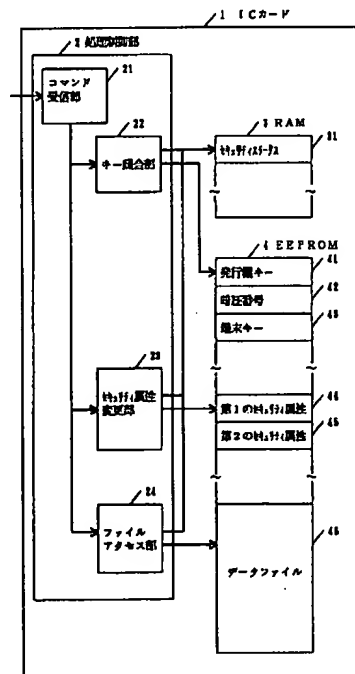 1 ICカード
2 処理制御部
21
コマンド
受信部
22
キー照合部
3 RAM
31
セキュリティステータス
4 EEPROM
41
発行機キー
42
暗証番号
43
端末キー
23
セキュリティ属性
変更部
44
第1のセキュリティ属性
45
第2のセキュリティ属性
24
ファイル
アクセス部
46
データファイル